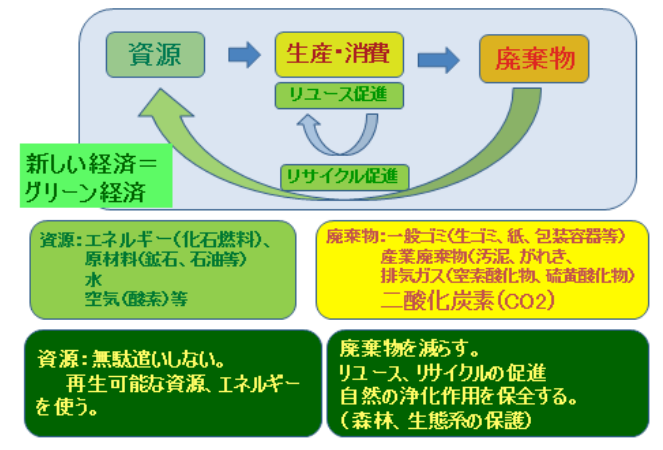 資源
生産・消費
廃棄物
リユース促進
リサイクル促進
新しい経済＝
グリーン経済
資源：エネルギー（化石燃料）、
原材料（鉱石、石油等）
水
空気（酸素）等
廃棄物：一般ゴミ（生ゴミ、紙、包装容器等）
産業廃棄物（汚泥、がれき、
排気ガス（窒素酸化物、硫黄酸化物）
二酸化炭素（CO2）
資源：無駄遣いしない。
再生可能な資源、エネルギー
を使う。
廃棄物を減らす。
リユース、リサイクルの促進
自然の浄化作用を保全する。
（森林、生態系の保護）